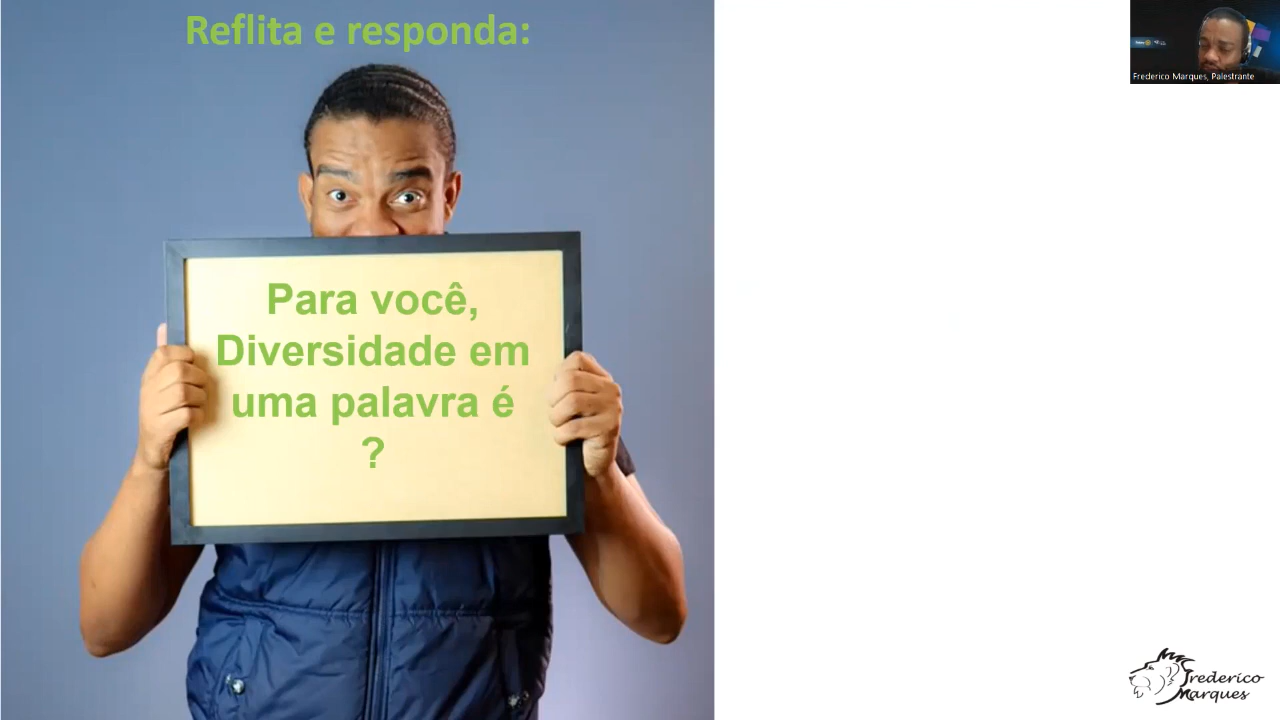 Reflita e responda:
Para você,
Diversidade em
uma palavra é
?
Frederico Marques, Palestrante
Frederico
Marques